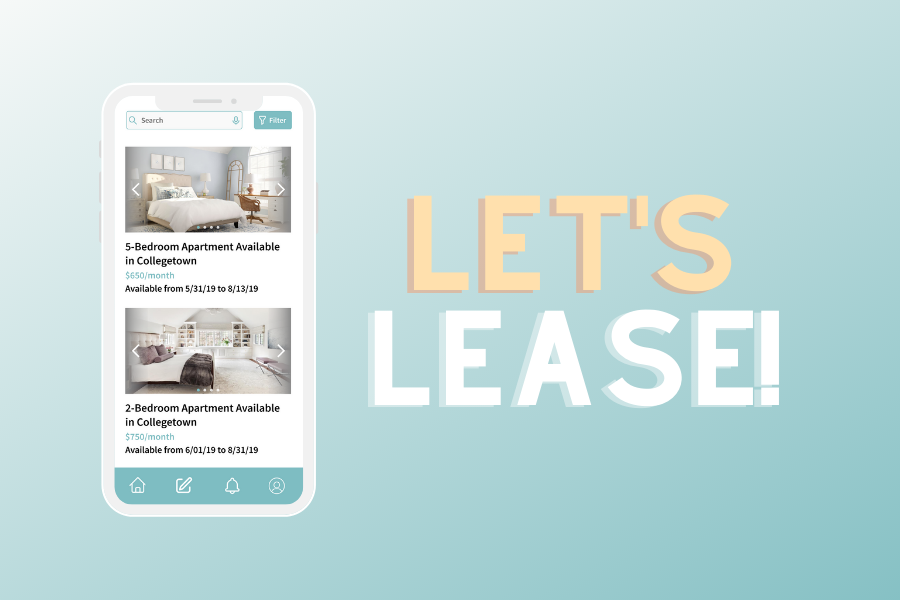 Search
Filter
5-Bedroom Apartment Available
in Collegetown
$650/month
Available from 5/31/19 to 8/13/19
2-Bedroom Apartment Available
in Collegetown
$750/month
Available from 6/01/19 to 8/31/19
LET'S
LEASE!